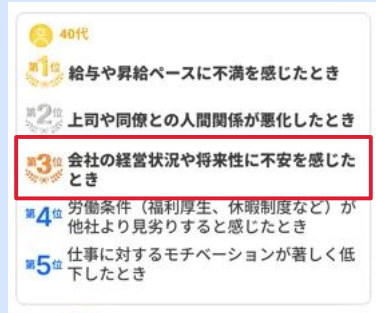 40代
第1位 給与や昇給ペースに不満を感じたとき
第2位 上司や同僚との人間関係が悪化したとき
第3位 会社の経営状況や将来性に不安を感じた
とき
第4位 労働条件（福利厚生、休暇制度など）が
他社より見劣りすると感じたとき
第5位 仕事に対するモチベーションが著しく低
下したとき